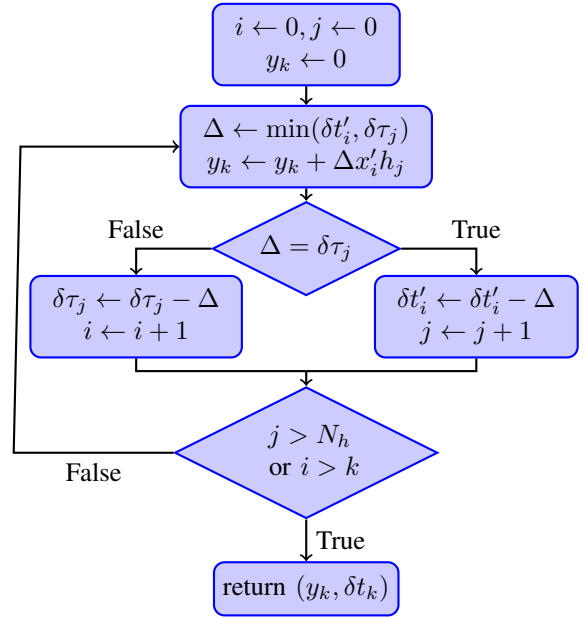 i ← 0, j ← 0
y_k ← 0
Δ ← min(δt′_i, δτ_j)
y_k ← y_k + Δx′_i h_j
False
True
Δ = δτ_j
δτ_j ← δτ_j − Δ
i ← i + 1
δt′_i ← δt′_i − Δ
j ← j + 1
j > N_h
or i > k
False
True
return (y_k, δt_k)